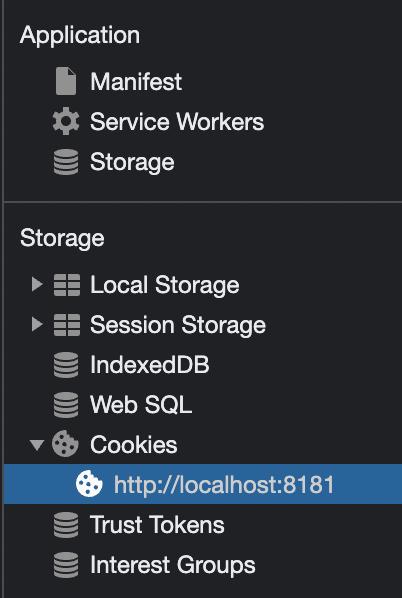 Application
Manifest
Service Workers
Storage
Storage
Local Storage
Session Storage
IndexedDB
Web SQL
Cookies
http://localhost:8181
Trust Tokens
Interest Groups